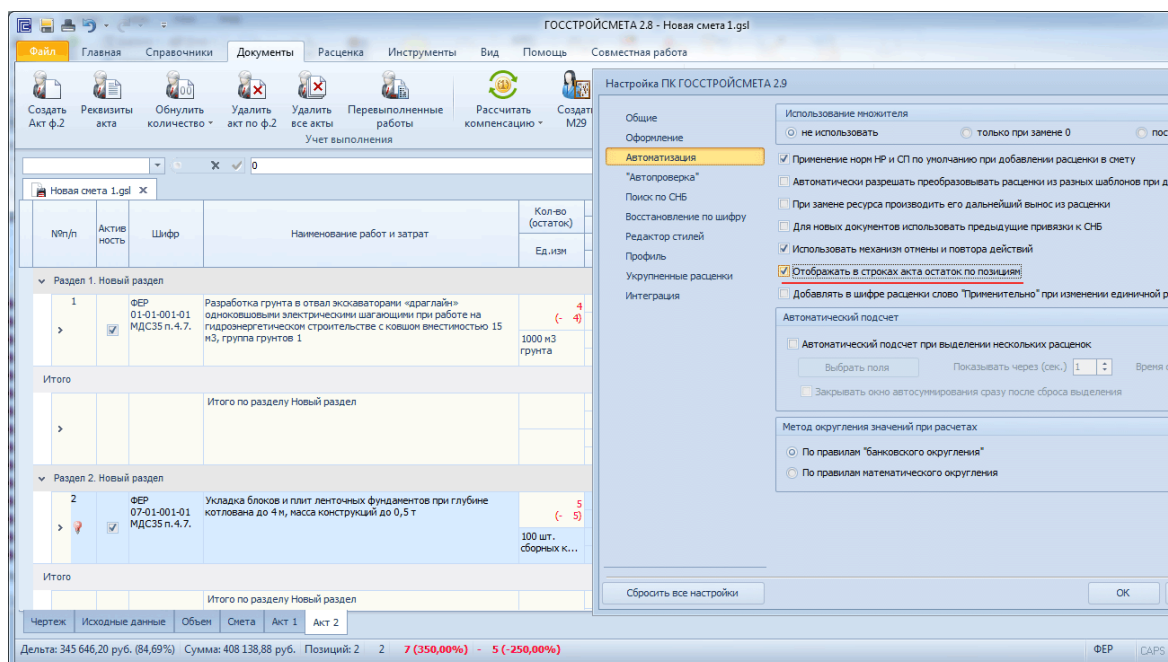 ГОССТРОЙСМЕТА 2.8 - Новая смета 1.gsl
Файл Главная Справочники Документы Расценка Инструменты Вид Помощь Совместная работа
Создать Акт ф.2
Реквизиты акта
Обнулить количество
Удалить акт по ф.2
Удалить все акты
Перевыполненные работы
Рассчитать компенсацию
М29
Учет выполнения
0
Новая смета 1.gsl
№п/п
Актив ность
Шифр
Наименование работ и затрат
Кол-во (остаток)
Ед.изм
Раздел 1. Новый раздел
1
ФЕР
01-01-001-01
МДС35 п.4.7.
Разработка грунта в отвал экскаваторами «драглайн»
одноковшовыми электрическими шагающими при работе на
гидроэнергетическом строительстве с ковшом вместимостью 15
м3, группа грунтов 1
4
(- 4)
1000 м3
грунта
Итого
Итого по разделу Новый раздел
Раздел 2. Новый раздел
2
ФЕР
07-01-001-01
МДС35 п.4.7.
Укладка блоков и плит ленточных фундаментов при глубине
котлована до 4 м, масса конструкций до 0,5 т
5
(- 5)
100 шт.
сборных к...
Итого
Итого по разделу Новый раздел
Чертеж Исходные данные Объем Смета Акт 1 Акт 2
Дельта: 345 646,20 руб. (84,69%) Сумма: 408 138,88 руб. Позиций: 2 2 7 (350,00%) - 5 (-250,00%)
ФЕР CAPS
Настройка ПК ГОССТРОЙСМЕТА 2.9
Общие
Оформление
Автоматизация
"Автопроверка"
Поиск по СНБ
Восстановление по шифру
Редактор стилей
Профиль
Укрупненные расценки
Интеграция
Использование множителя
не использовать
только при замене 0
пос
Применение норм НР и СП по умолчанию при добавлении расценки в смету
Автоматически разрешать преобразовывать расценки из разных шаблонов при д
При замене ресурса производить его дальнейший вынос из расценки
Для новых документов использовать предыдущие привязки к СНБ
Использовать механизм отмены и повтора действий
Отображать в строках акта остаток по позициям
Добавлять в шифре расценки слово "Применительно" при изменении единичной р
Автоматический подсчет
Автоматический подсчет при выделении нескольких расценок
Выбрать поля
Показывать через (сек.) 1
Время
Закрывать окно автосуммирования сразу после сброса выделения
Метод округления значений при расчетах
По правилам "банковского округления"
По правилам математического округления
Сбросить все настройки
OK